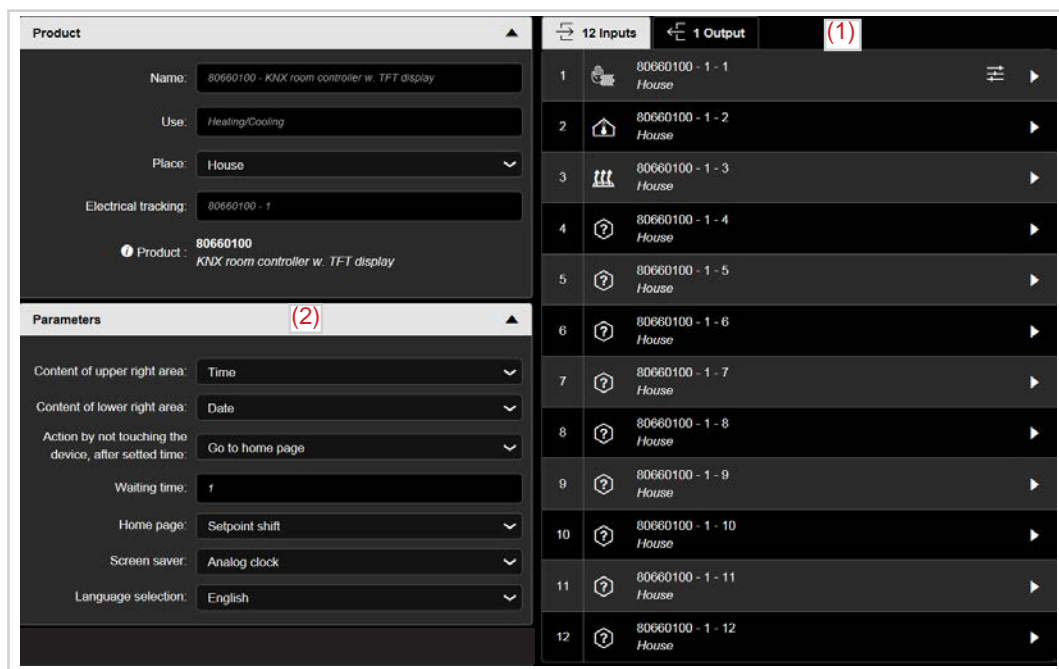 Product
Name: 80660100 - KNX room controller w. TFT display
Use: Heating/Cooling
Place: House
Electrical tracking: 80660100 - 1
Product : 80660100
KNX room controller w. TFT display
Parameters (2)
Content of upper right area: Time
Content of lower right area: Date
Action by not touching the
device, after setted time: Go to home page
Waiting time: 1
Home page: Setpoint shift
Screen saver: Analog clock
Language selection: English
12 Inputs 1 Output (1)
1 80660100 - 1 - 1
House
2 80660100 - 1 - 2
House
3 80660100 - 1 - 3
House
4 80660100 - 1 - 4
House
5 80660100 - 1 - 5
House
6 80660100 - 1 - 6
House
7 80660100 - 1 - 7
House
8 80660100 - 1 - 8
House
9 80660100 - 1 - 9
House
10 80660100 - 1 - 10
House
11 80660100 - 1 - 11
House
12 80660100 - 1 - 12
House